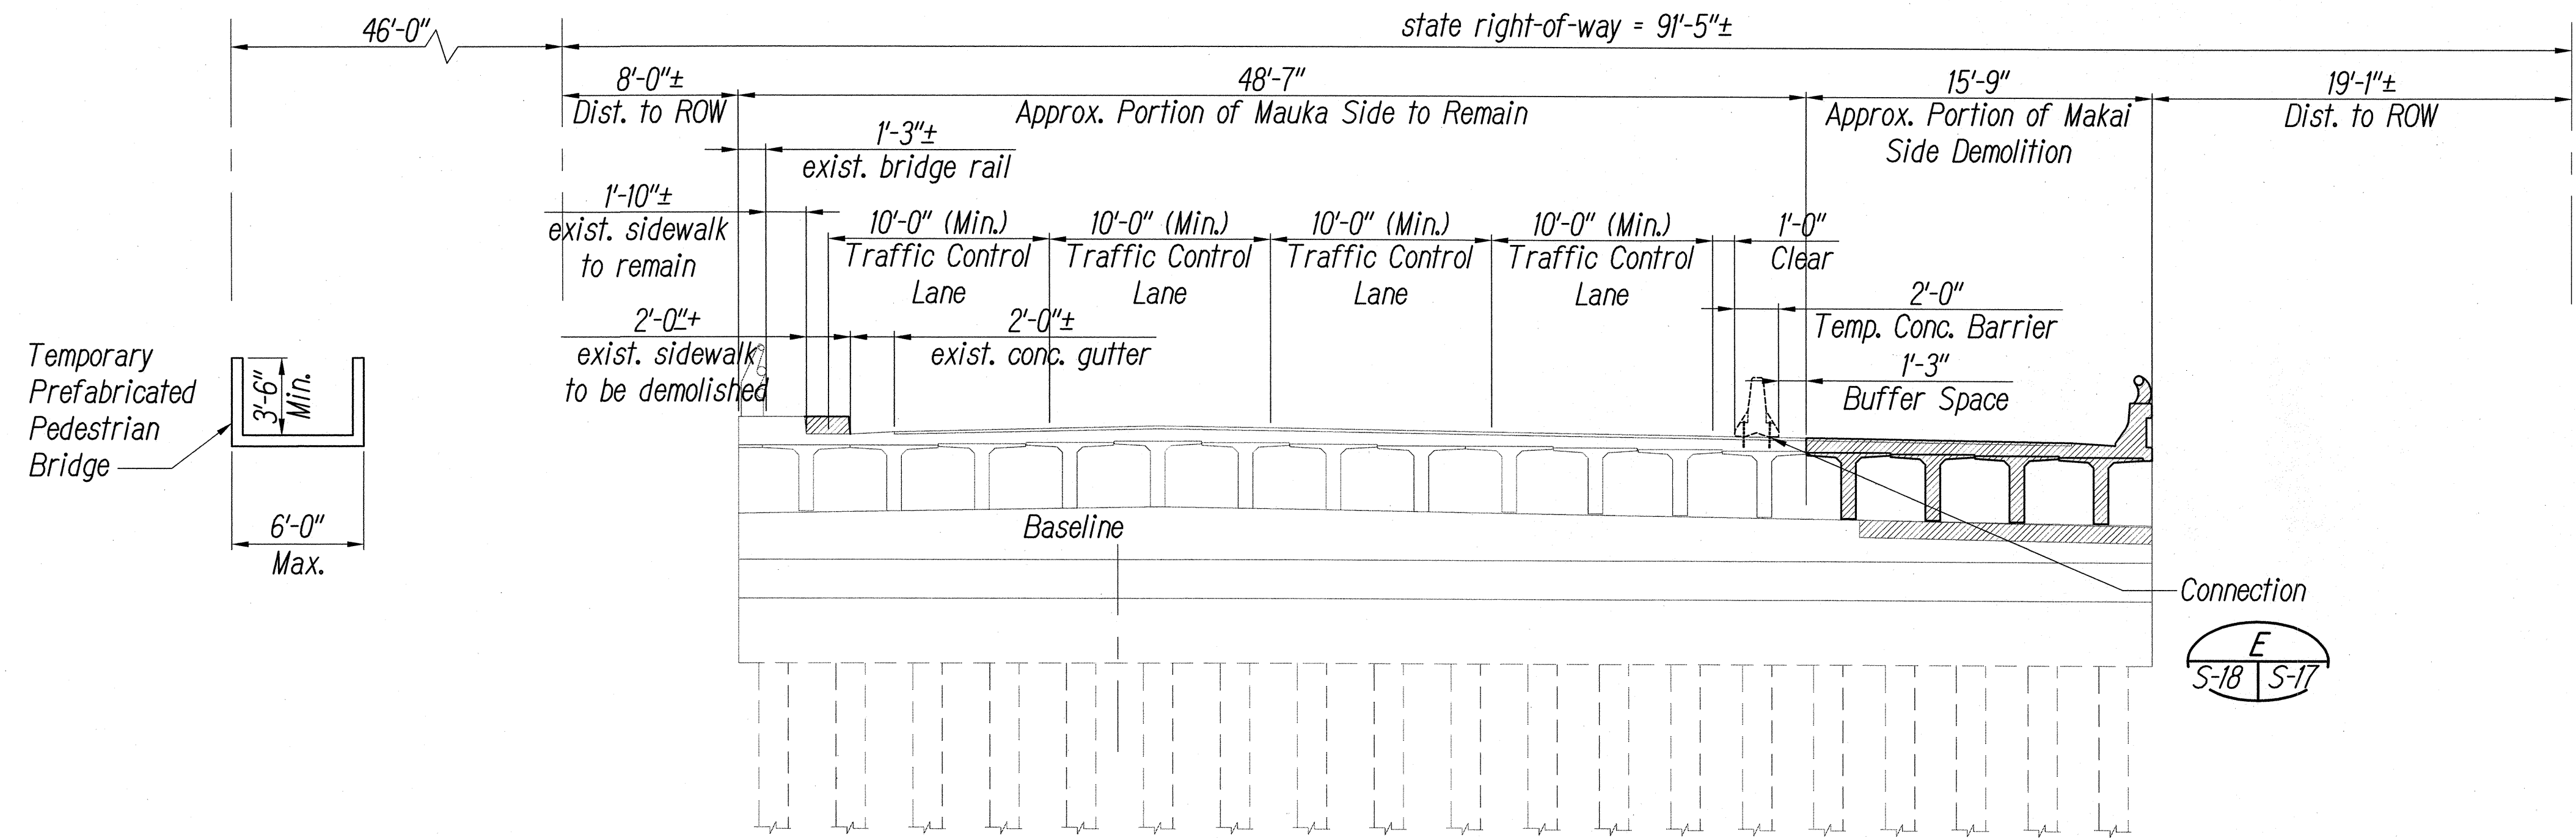 46'-0"
state right-of-way = 91'-5"±
8'-0"±
Dist. to ROW
48'-7"
Approx. Portion of Mauka Side to Remain
15'-9"
Approx. Portion of Makai
Side Demolition
19'-1"±
Dist. to ROW
1'-3"±
exist. bridge rail
1'-10"±
exist. sidewalk
to remain
10'-0" (Min.)
Traffic Control
Lane
10'-0" (Min.)
Traffic Control
Lane
10'-0" (Min.)
Traffic Control
Lane
10'-0" (Min.)
Traffic Control
Lane
1'-0"
Clear
2'-0"±
exist. sidewalk
to be demolished
2'-0"±
exist. conc. gutter
2'-0"
Temp. Conc. Barrier
1'-3"
Buffer Space
Temporary
Prefabricated
Pedestrian
Bridge
3'-6"
Min.
6'-0"
Max.
Baseline
Connection
E
S-18
S-17